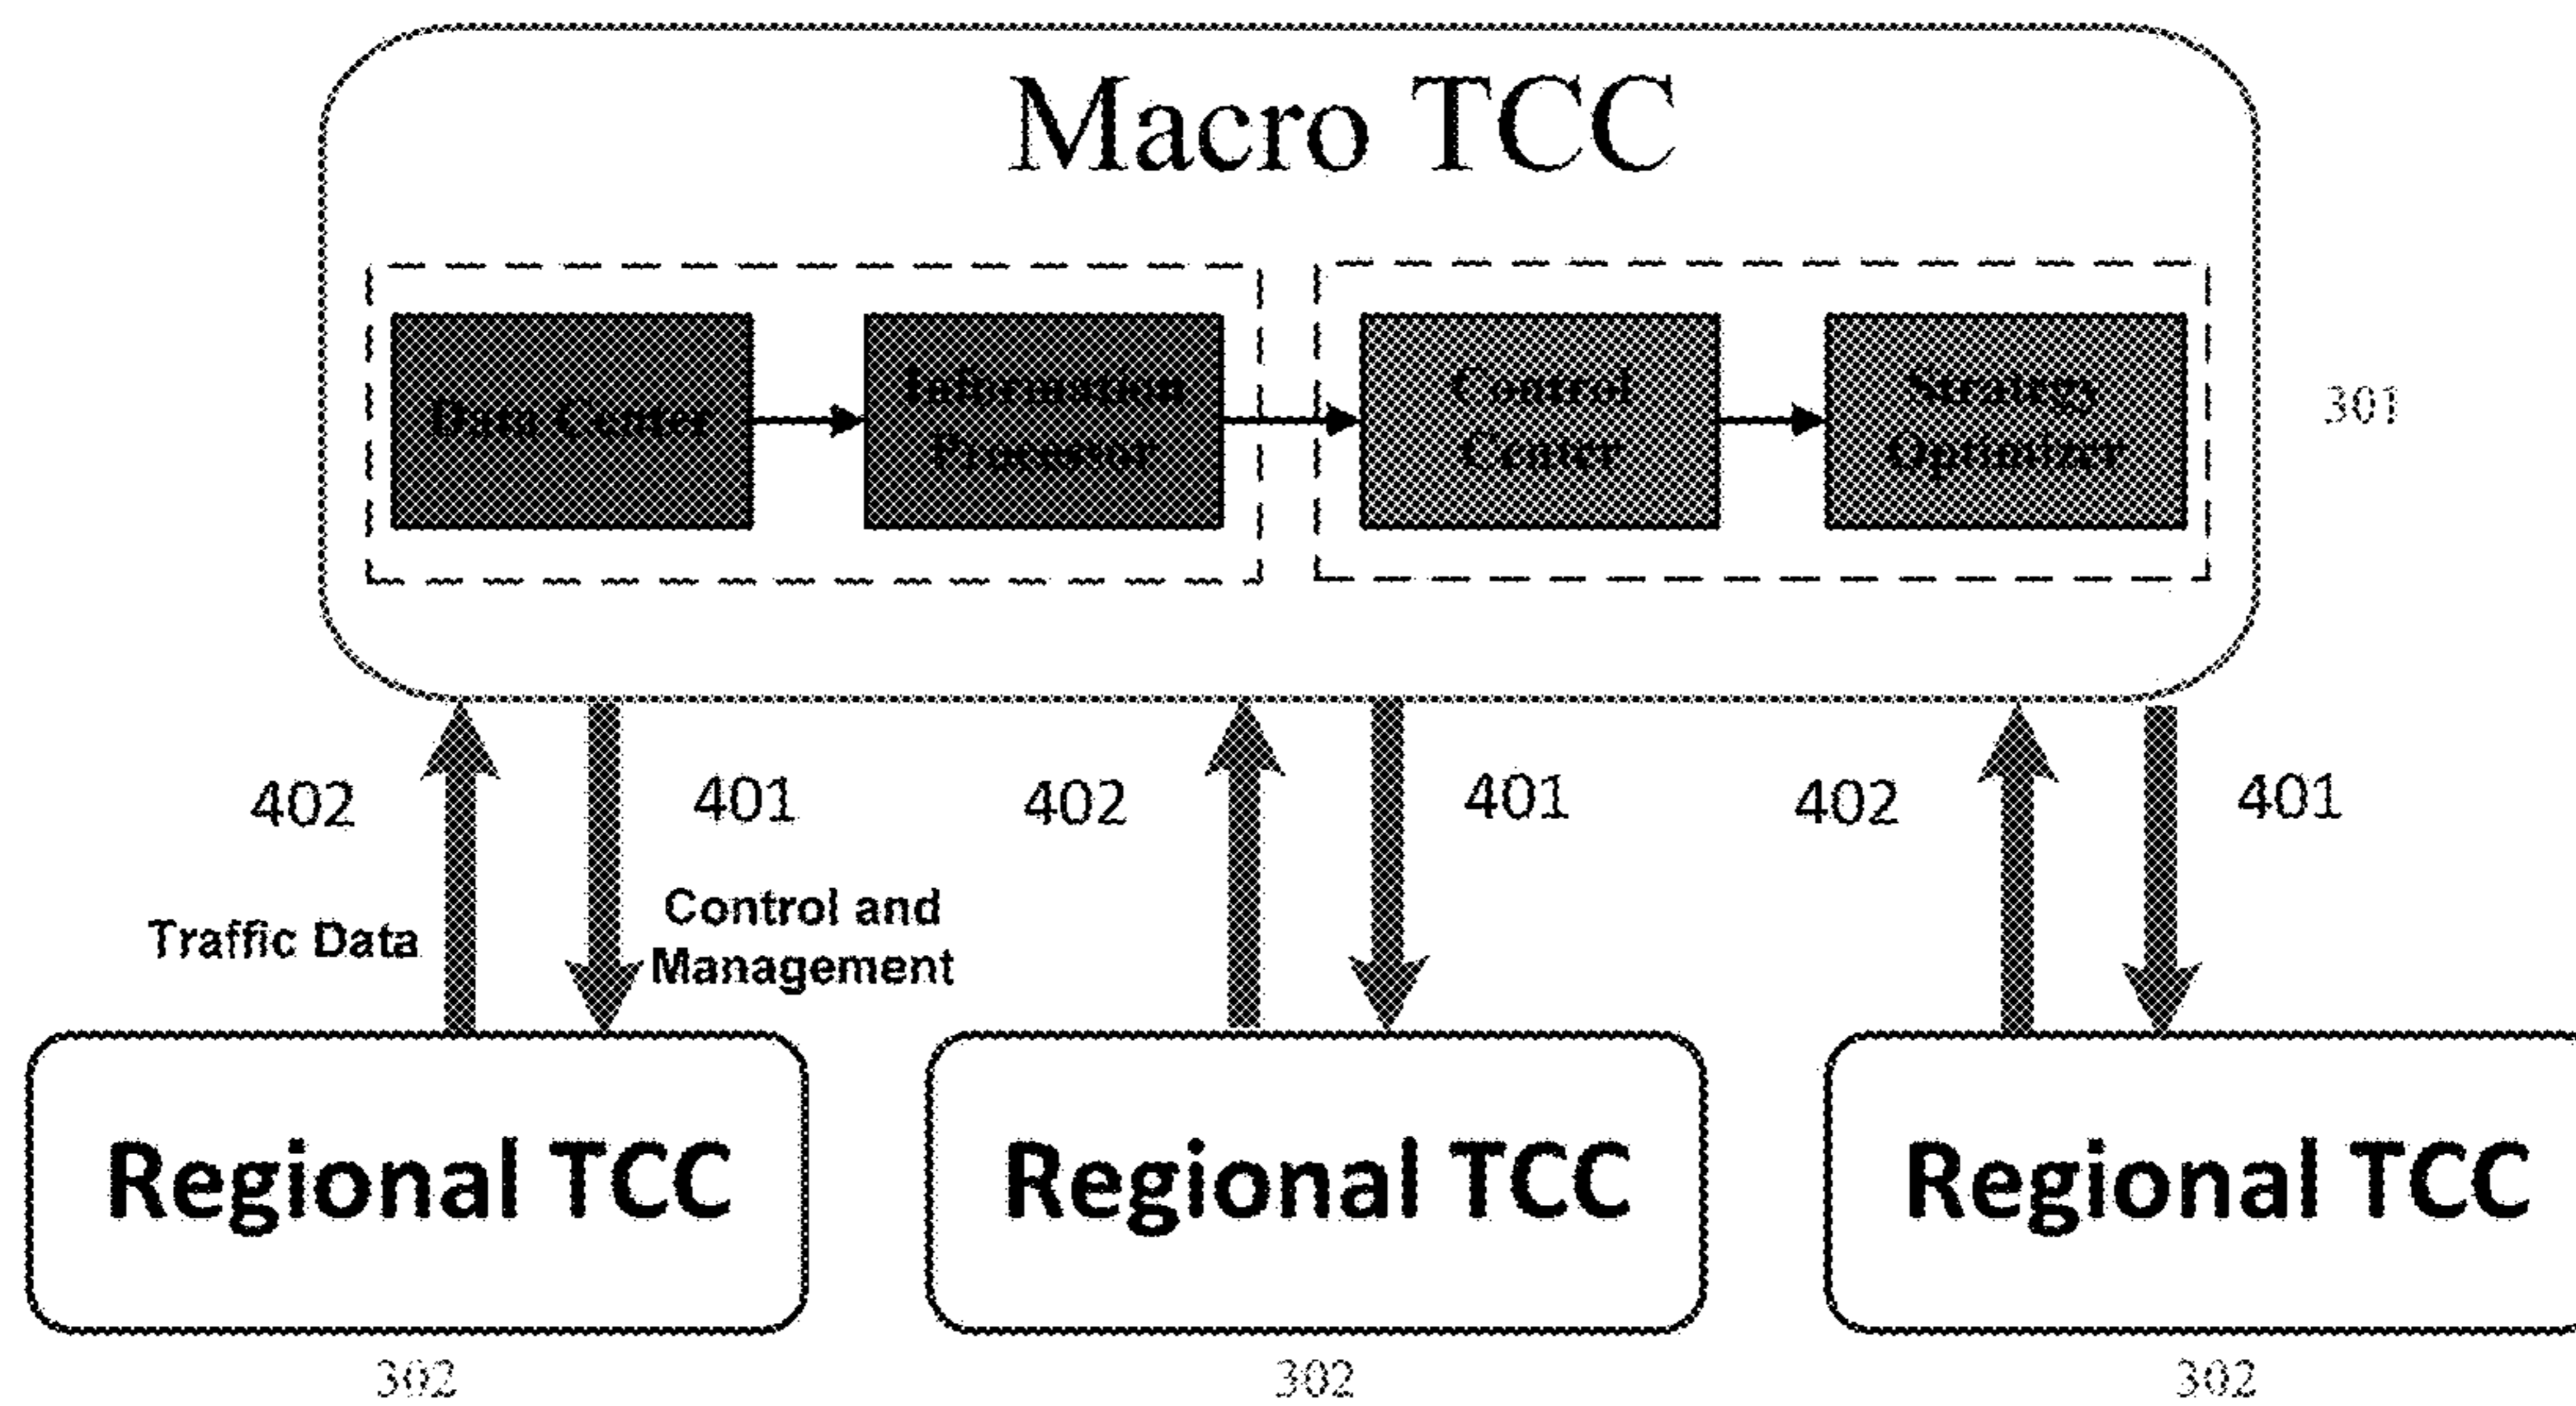 Macro TCC
Data Center
Information
Processor
Control
Center
Strategy
Optimizer
301
402
401
402
401
402
401
Traffic Data
Control and
Management
Regional TCC
Regional TCC
Regional TCC
302
302
302